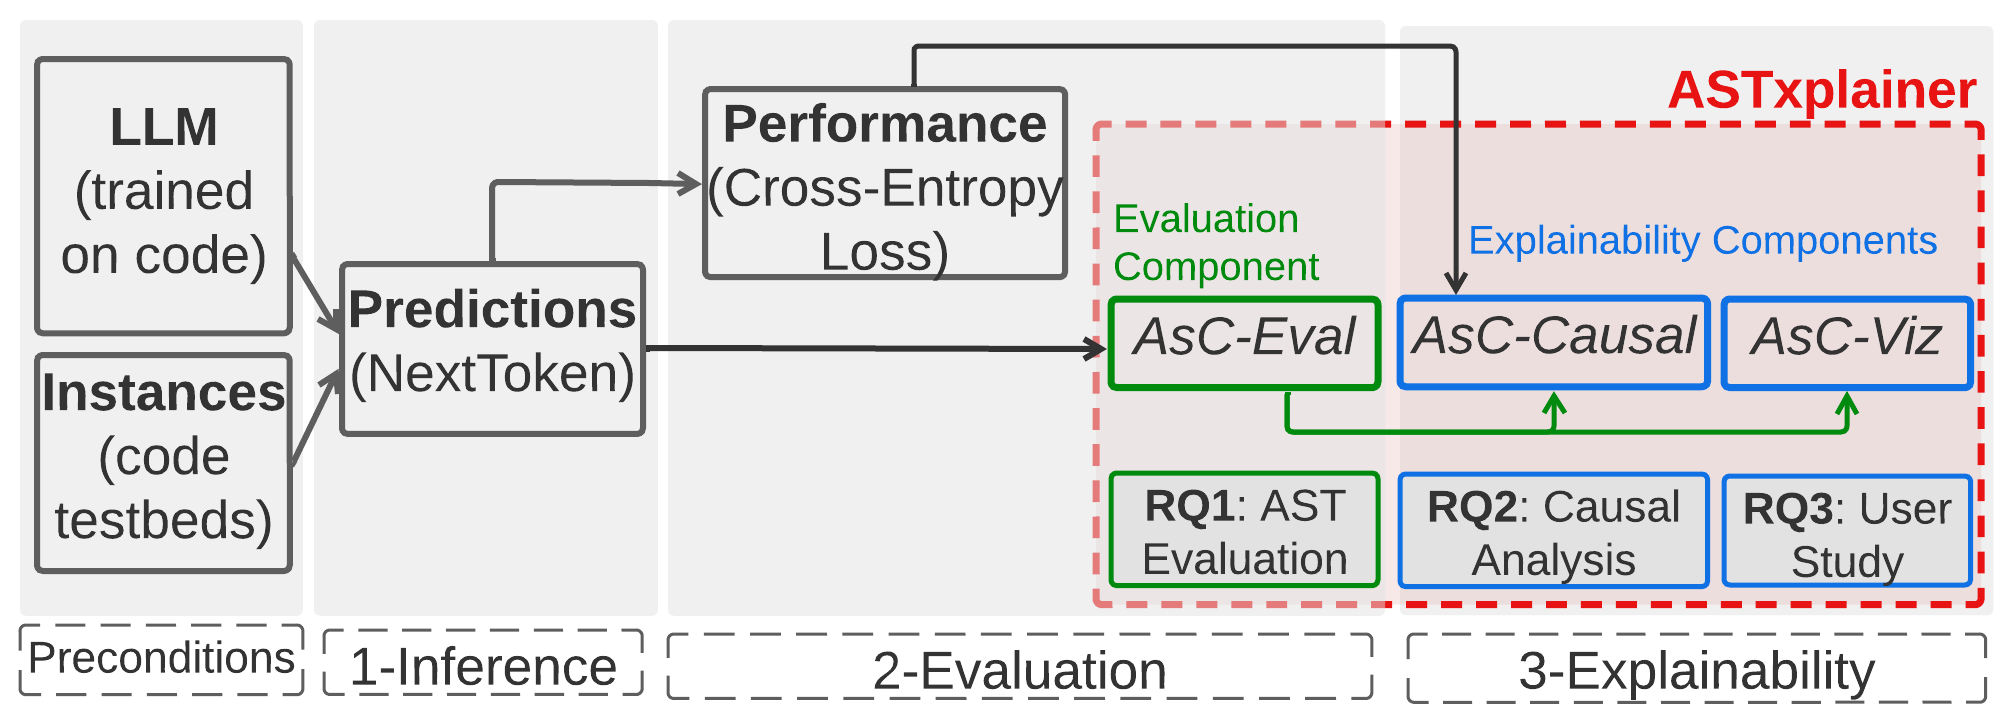 LLM
(trained
on code)
Instances
(code
testbeds)
Preconditions
Predictions
(NextToken)
1-Inference
Performance
(Cross-Entropy
Loss)
2-Evaluation
ASTxplainer
Evaluation
Component
Explainability Components
AsC-Eval
AsC-Causal
AsC-Viz
RQ1: AST
Evaluation
RQ2: Causal
Analysis
RQ3: User
Study
3-Explainability